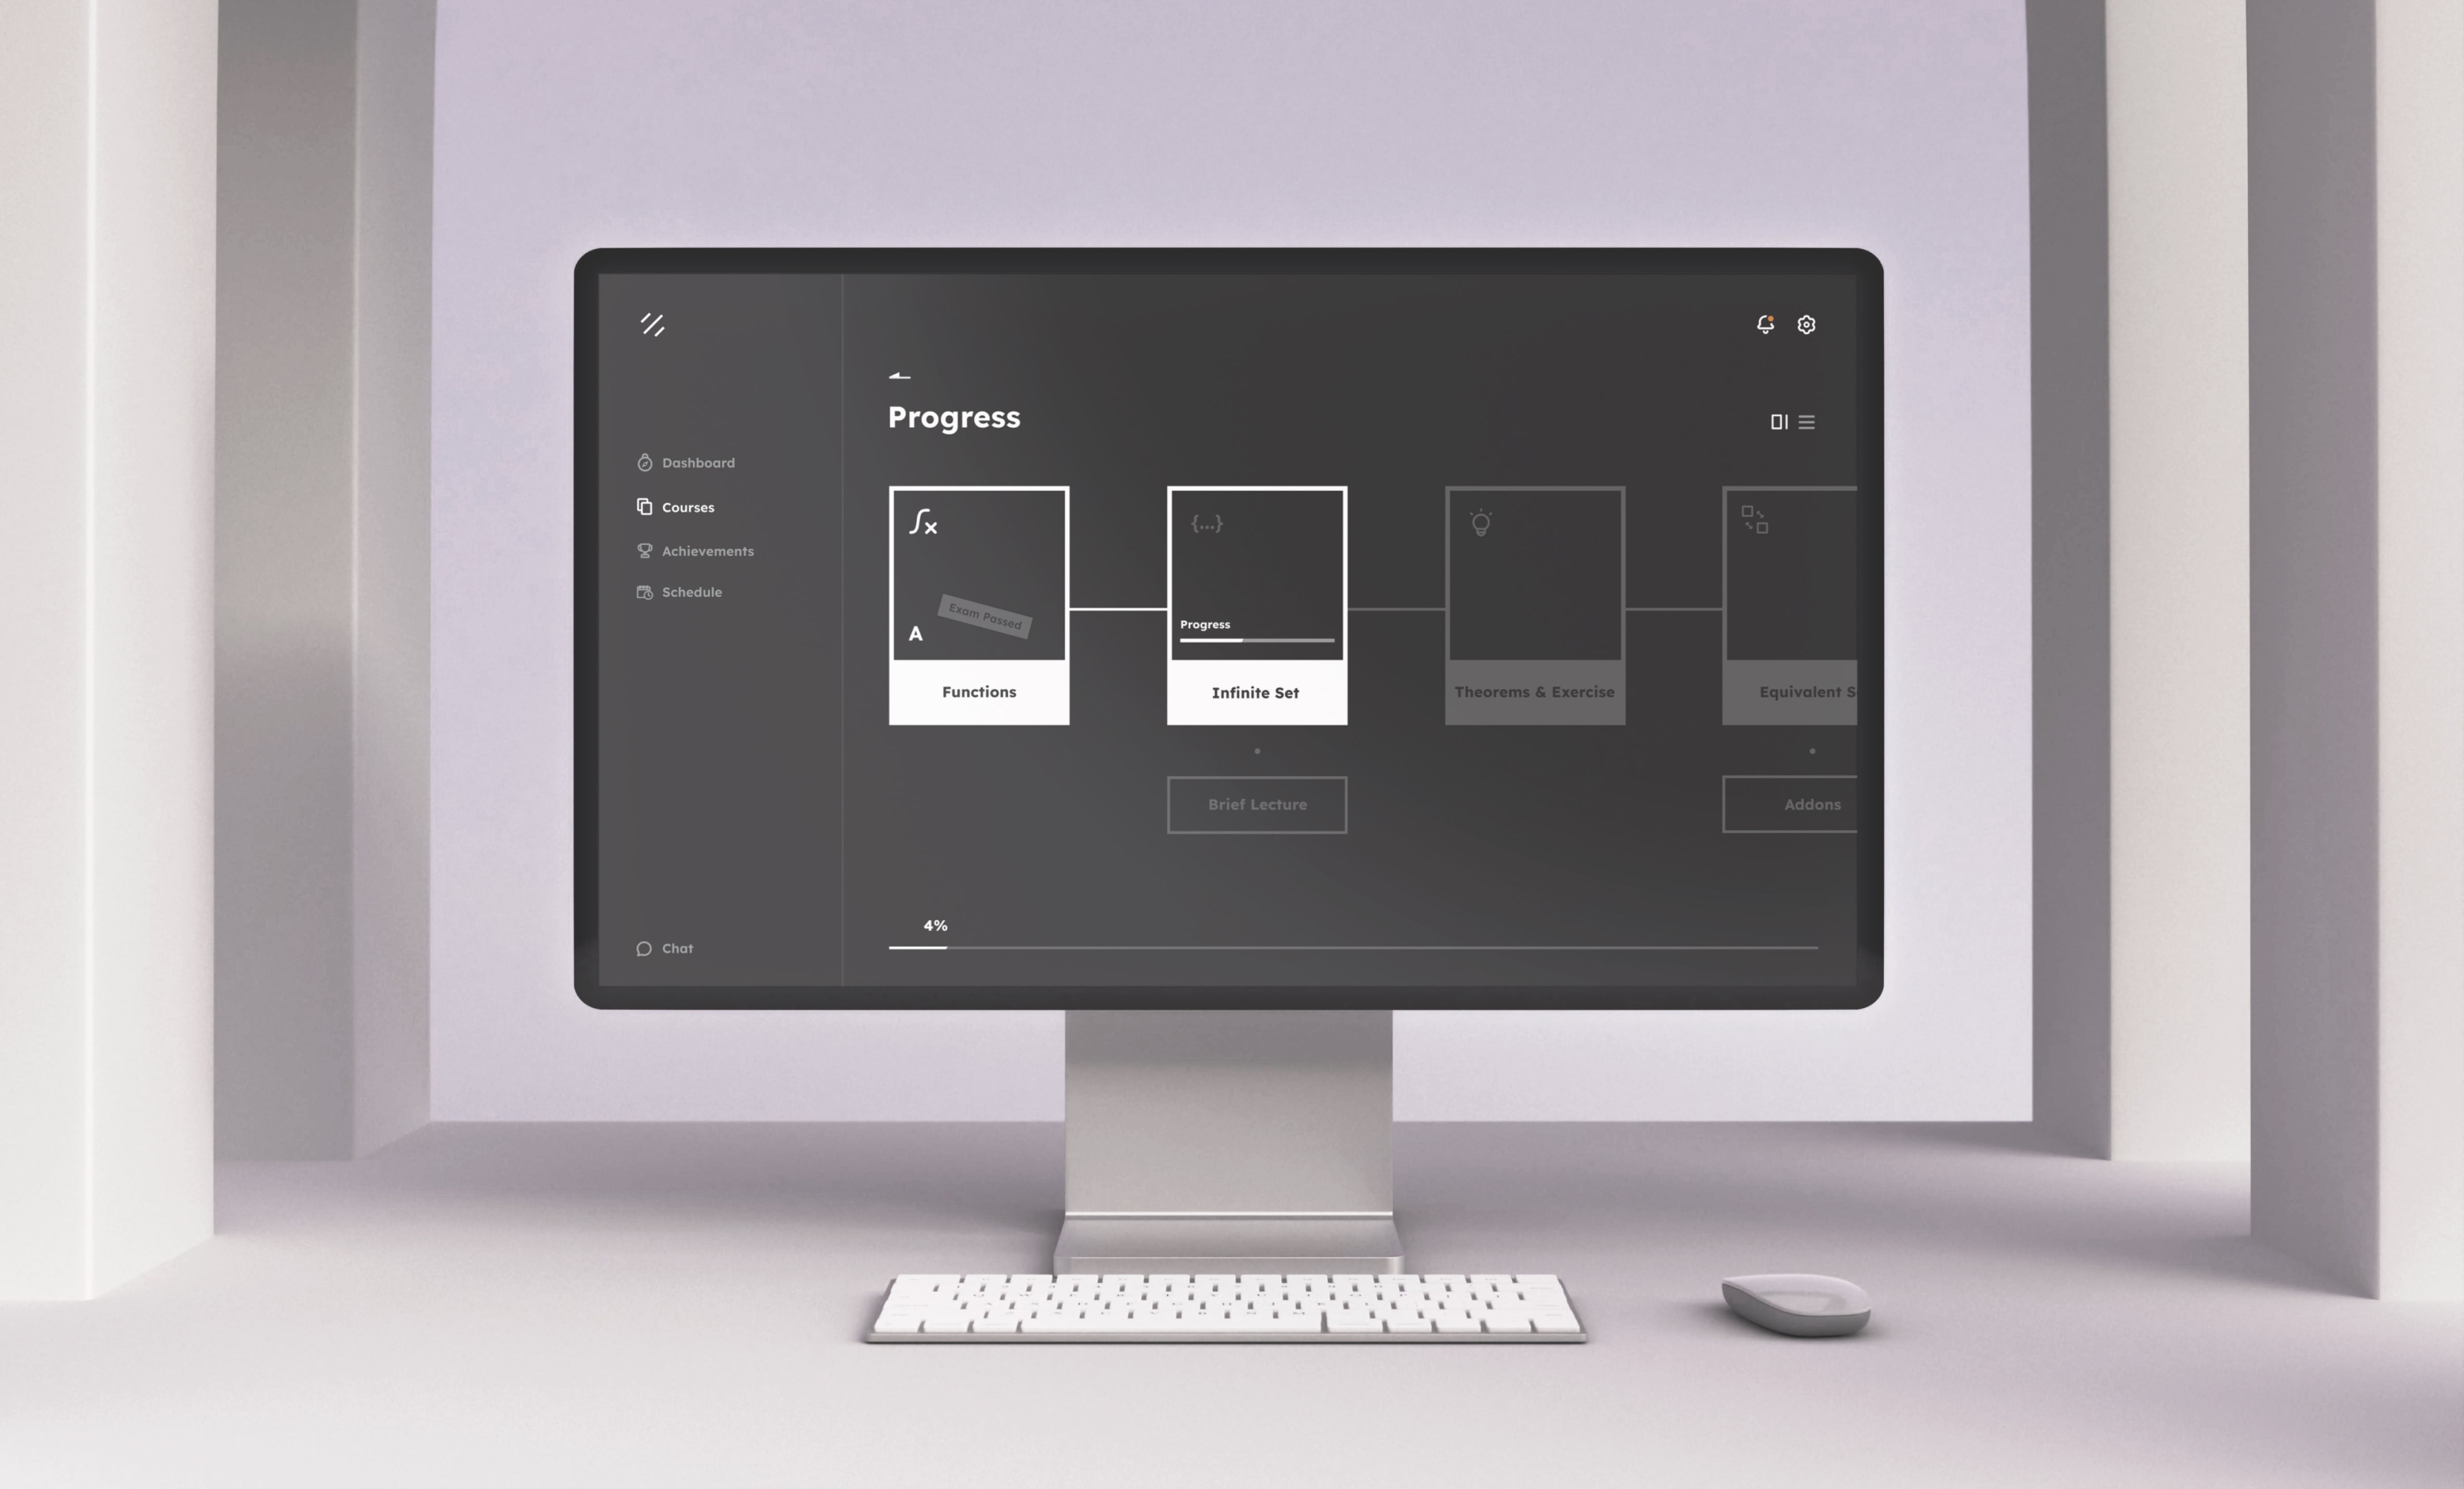 Progress
Dashboard
Courses
Achievements
Schedule
Chat
A
Exam Passed
Functions
{...}
Progress
Infinite Set
Theorems & Exercise
Equivalent S
Brief Lecture
Addons
4%